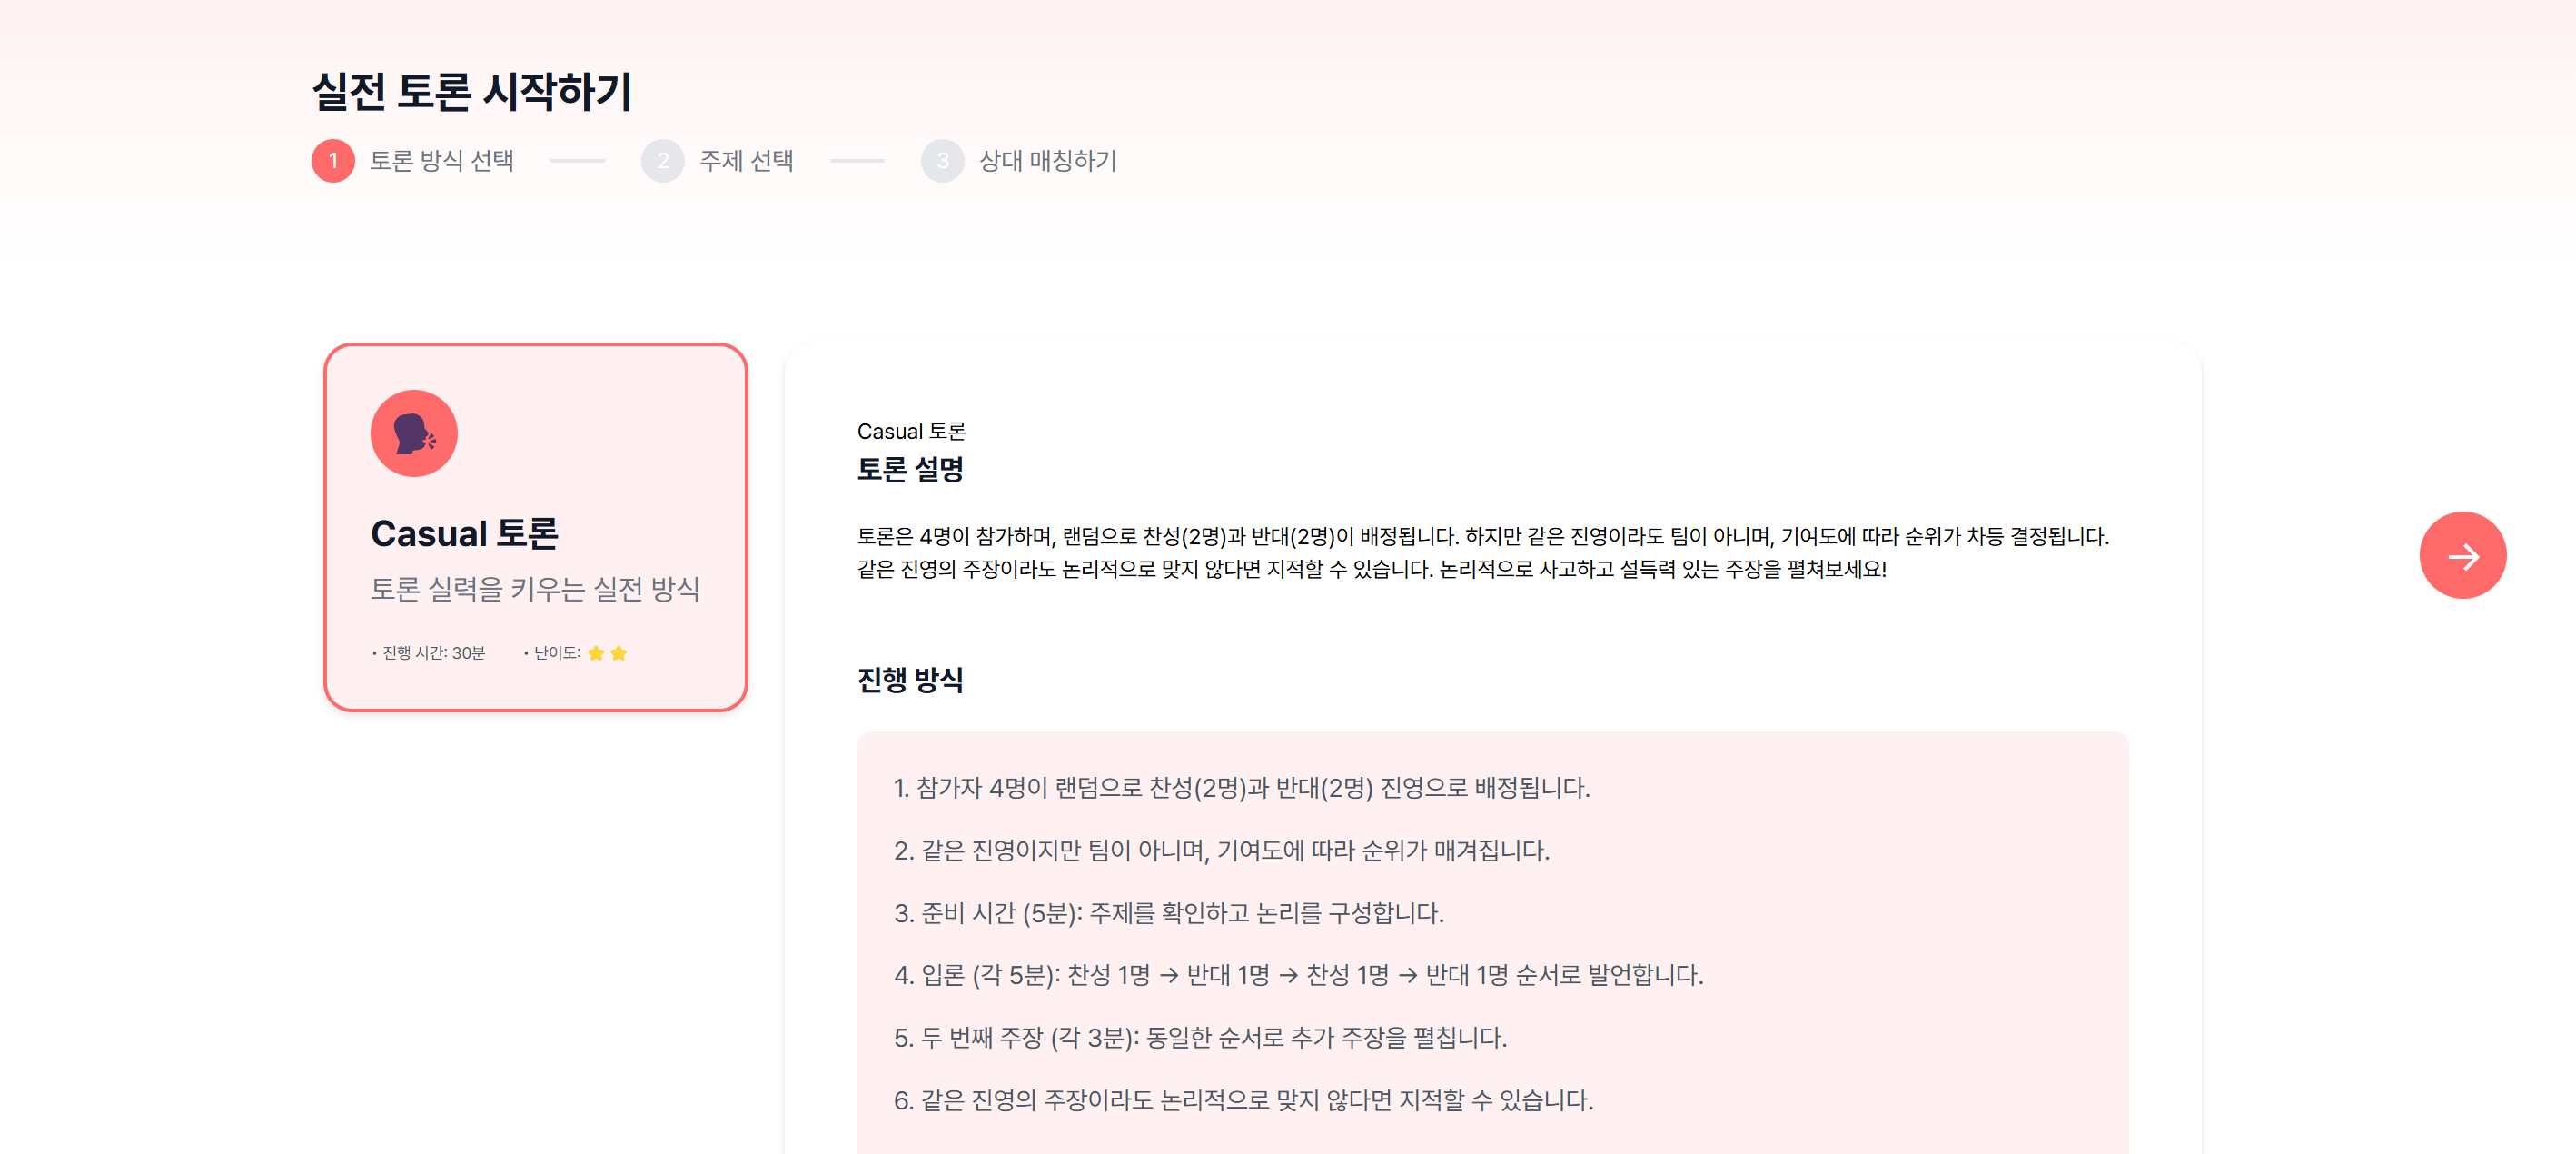 실전 토론 시작하기
1 토론 방식 선택 2 주제 선택 3 상대 매칭하기
Casual 토론
토론 실력을 키우는 실전 방식
• 진행 시간: 30분 • 난이도: ⭐⭐
Casual 토론
토론 설명
토론은 4명이 참가하며, 랜덤으로 찬성(2명)과 반대(2명)이 배정됩니다. 하지만 같은 진영이라도 팀이 아니며, 기여도에 따라 순위가 차등 결정됩니다.
같은 진영의 주장이라도 논리적으로 맞지 않다면 지적할 수 있습니다. 논리적으로 사고하고 설득력 있는 주장을 펼쳐보세요!
진행 방식
1. 참가자 4명이 랜덤으로 찬성(2명)과 반대(2명) 진영으로 배정됩니다.
2. 같은 진영이지만 팀이 아니며, 기여도에 따라 순위가 매겨집니다.
3. 준비 시간 (5분): 주제를 확인하고 논리를 구성합니다.
4. 입론 (각 5분): 찬성 1명 → 반대 1명 → 찬성 1명 → 반대 1명 순서로 발언합니다.
5. 두 번째 주장 (각 3분): 동일한 순서로 추가 주장을 펼칩니다.
6. 같은 진영의 주장이라도 논리적으로 맞지 않다면 지적할 수 있습니다.